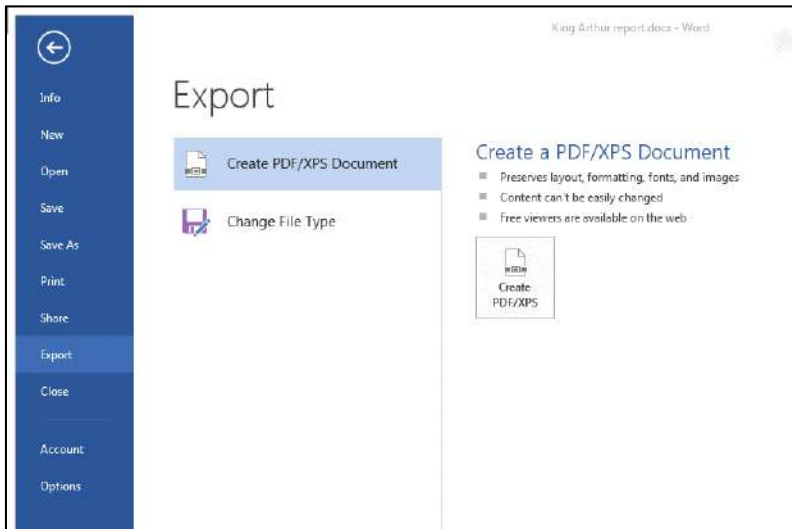 King Arthur report.docx - Word
Info
New
Open
Save
Save As
Print
Share
Export
Close
Account
Options
Export
Create PDF/XPS Document
Change File Type
Create a PDF/XPS Document
Preserves layout, formatting, fonts, and images
Content can't be easily changed
Free viewers are available on the web
Create
PDF/XPS